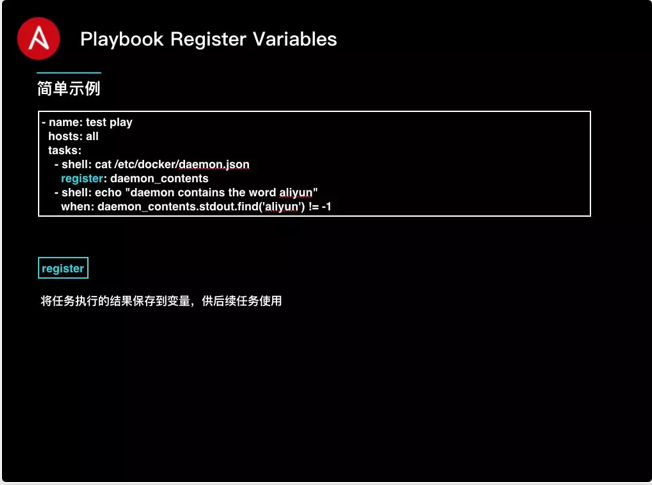 Playbook Register Variables
简单示例
- name: test play
  hosts: all
  tasks:
    - shell: cat /etc/docker/daemon.json
      register: daemon_contents
    - shell: echo "daemon contains the word aliyun"
      when: daemon_contents.stdout.find('aliyun') != -1
register
将任务执行的结果保存到变量，供后续任务使用